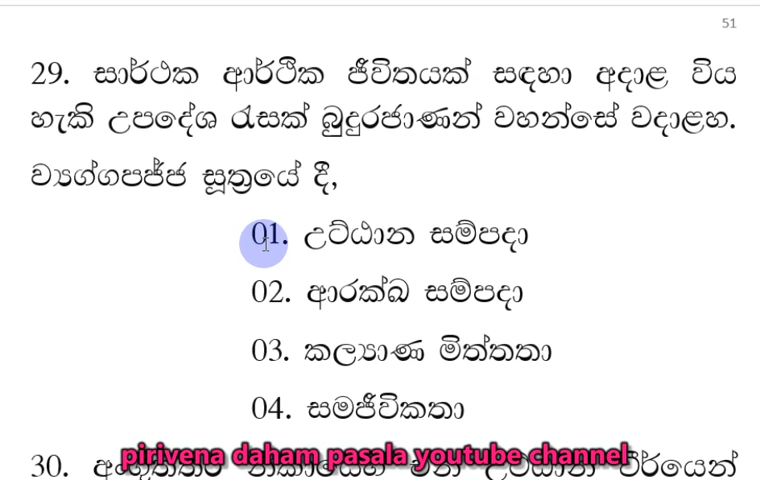 51
29. සාර්ථක ආර්ථික ජීවිතයක් සඳහා අදාළ විය
හැකි උපදේශ රැසක් බුදුරජාණන් වහන්සේ වදාළහ.
ව්‍යග්ගපජ්ජ සූත්‍රයේ දී,
01. උට්ඨාන සම්පදා
02. ආරක්ඛ සම්පදා
03. කල්‍යාණ මිත්තතා
04. සමජීවිකතා
pirivena daham pasala youtube channel
30.